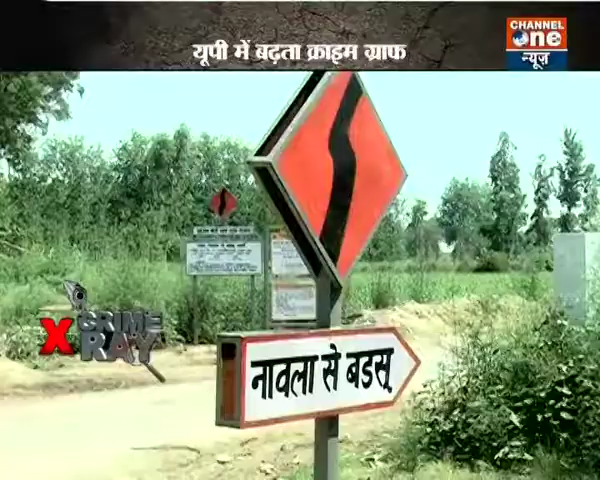 यूपी में बढ़ता क्राइम ग्राफ
CHANNEL
One
न्यूज़
X CRIME
RAY
नावला से बडसू